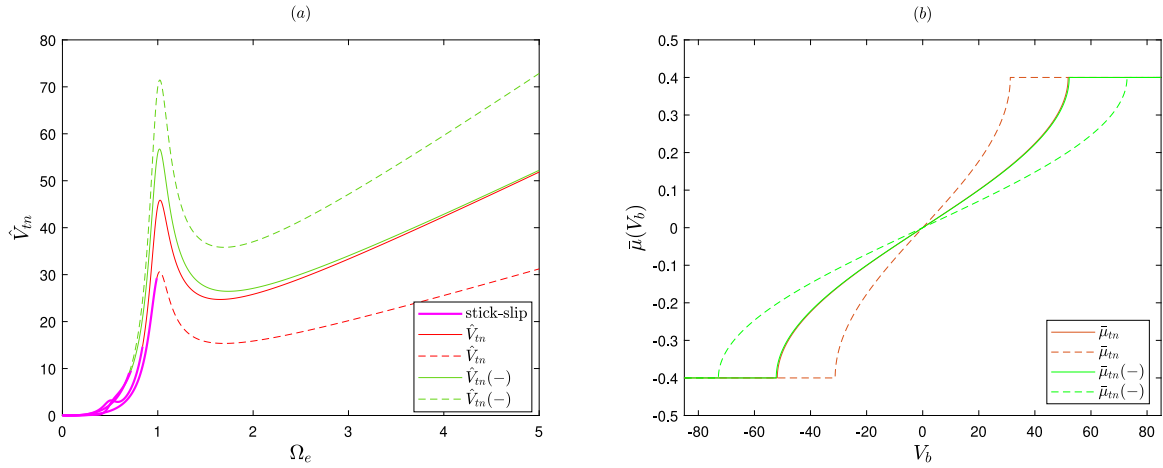 (a)
80
70
60
50
40
30
20
10
0
V̂tn
0 1 2 3 4 5
Ωe
stick-slip
V̂tn
V̂tn
V̂tn(−)
V̂tn(−)
(b)
0.5
0.4
0.3
0.2
0.1
0
-0.1
-0.2
-0.3
-0.4
-0.5
μ̄(Vb)
-80 -60 -40 -20 0 20 40 60 80
Vb
μ̄tn
μ̄tn
μ̄tn(−)
μ̄tn(−)